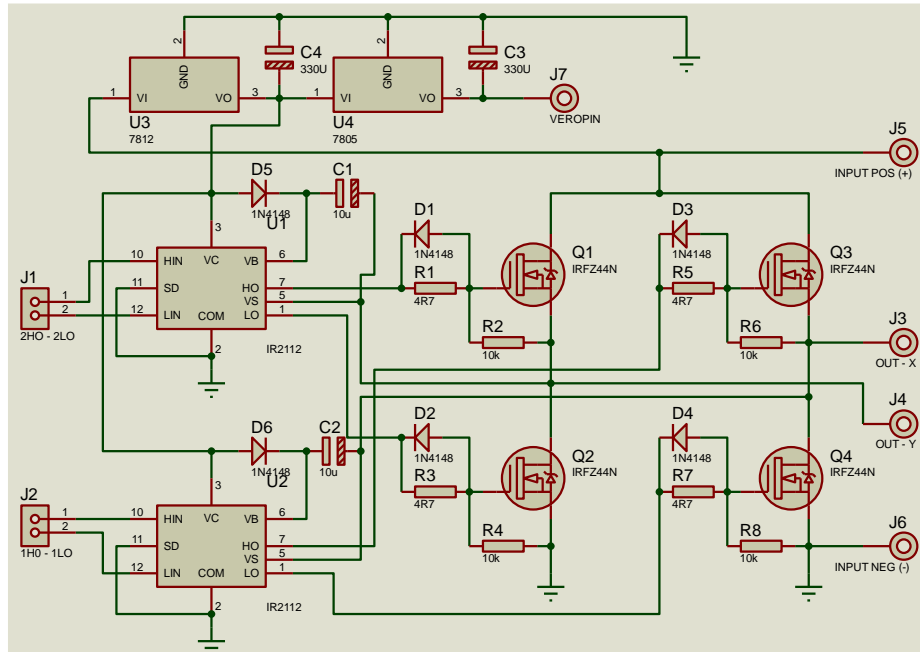 2
2
C4
330U
C3
330U
GND
GND
J7
VEROPIN
1
VI
VO
3
1
VI
VO
3
U3
7812
U4
7805
J5
INPUT POS (+)
D5
1N4148
C1
10u
U1
3
VC
10
HIN
VB
6
11
SD
HO
7
VS
5
12
LIN
LO
1
COM
2
IR2112
J1
1
2
2HO - 2LO
D1
1N4148
R1
4R7
R2
10k
Q1
IRFZ44N
D3
1N4148
R5
4R7
R6
10k
Q3
IRFZ44N
J3
OUT - X
J4
OUT - Y
D6
1N4148
C2
10u
U2
3
VC
10
HIN
VB
6
11
SD
HO
7
VS
5
12
LIN
LO
1
COM
2
IR2112
J2
1
2
1H0 - 1LO
D2
1N4148
R3
4R7
R4
10k
Q2
IRFZ44N
D4
1N4148
R7
4R7
R8
10k
Q4
IRFZ44N
J6
INPUT NEG (-)